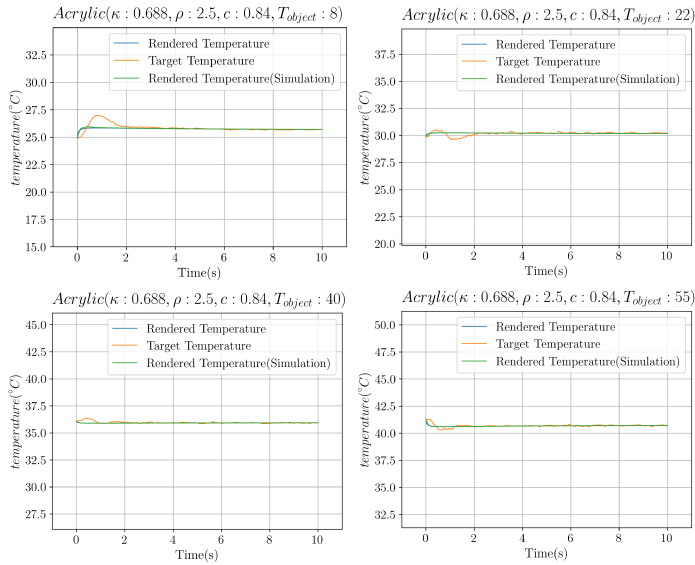 Acrylic(κ : 0.688, ρ : 2.5, c : 0.84, T_object : 8)
Rendered Temperature
Target Temperature
Rendered Temperature(Simulation)
temperature(°C)
32.5
30.0
27.5
25.0
22.5
20.0
17.5
15.0
0 2 4 6 8 10
Time(s)
Acrylic(κ : 0.688, ρ : 2.5, c : 0.84, T_object : 22)
Rendered Temperature
Target Temperature
Rendered Temperature(Simulation)
temperature(°C)
37.5
35.0
32.5
30.0
27.5
25.0
22.5
20.0
0 2 4 6 8 10
Time(s)
Acrylic(κ : 0.688, ρ : 2.5, c : 0.84, T_object : 40)
Rendered Temperature
Target Temperature
Rendered Temperature(Simulation)
temperature(°C)
45.0
42.5
40.0
37.5
35.0
32.5
30.0
27.5
0 2 4 6 8 10
Time(s)
Acrylic(κ : 0.688, ρ : 2.5, c : 0.84, T_object : 55)
Rendered Temperature
Target Temperature
Rendered Temperature(Simulation)
temperature(°C)
50.0
47.5
45.0
42.5
40.0
37.5
35.0
32.5
0 2 4 6 8 10
Time(s)